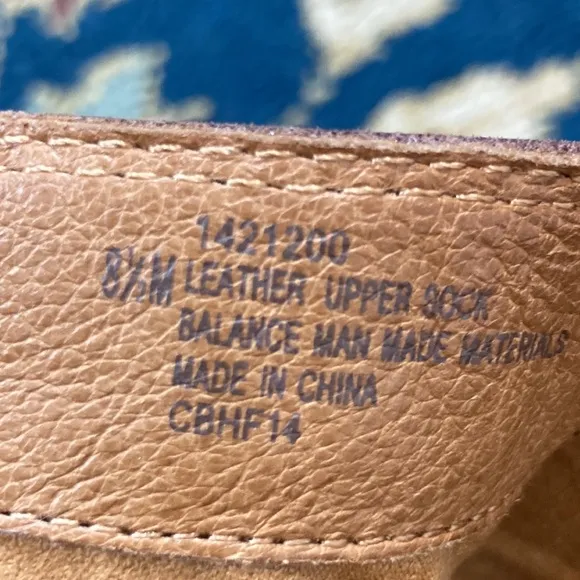 1421200
8½M LEATHER UPPER SOCK
BALANCE MAN MADE MATERIALS
MADE IN CHINA
CBHF14